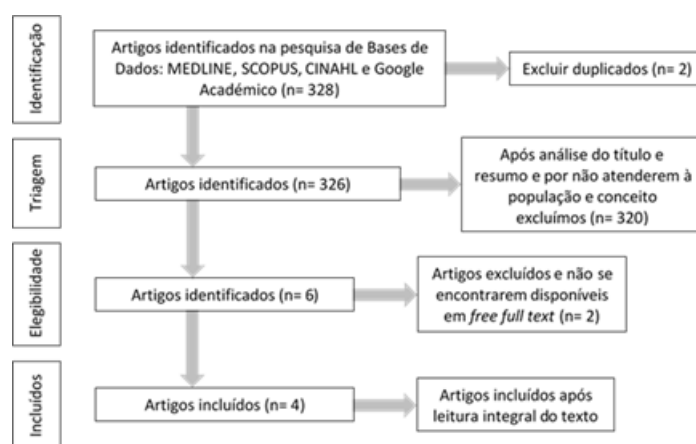 Identificação
Artigos identificados na pesquisa de Bases de
Dados: MEDLINE, SCOPUS, CINAHL e Google
Académico (n= 328)
Excluir duplicados (n= 2)
Triagem
Artigos identificados (n= 326)
Após análise do título e
resumo e por não atenderem à
população e conceito
excluímos (n= 320)
Elegibilidade
Artigos identificados (n= 6)
Artigos excluídos e não se
encontrarem disponíveis
em free full text (n= 2)
Incluídos
Artigos incluídos (n= 4)
Artigos incluídos após
leitura integral do texto